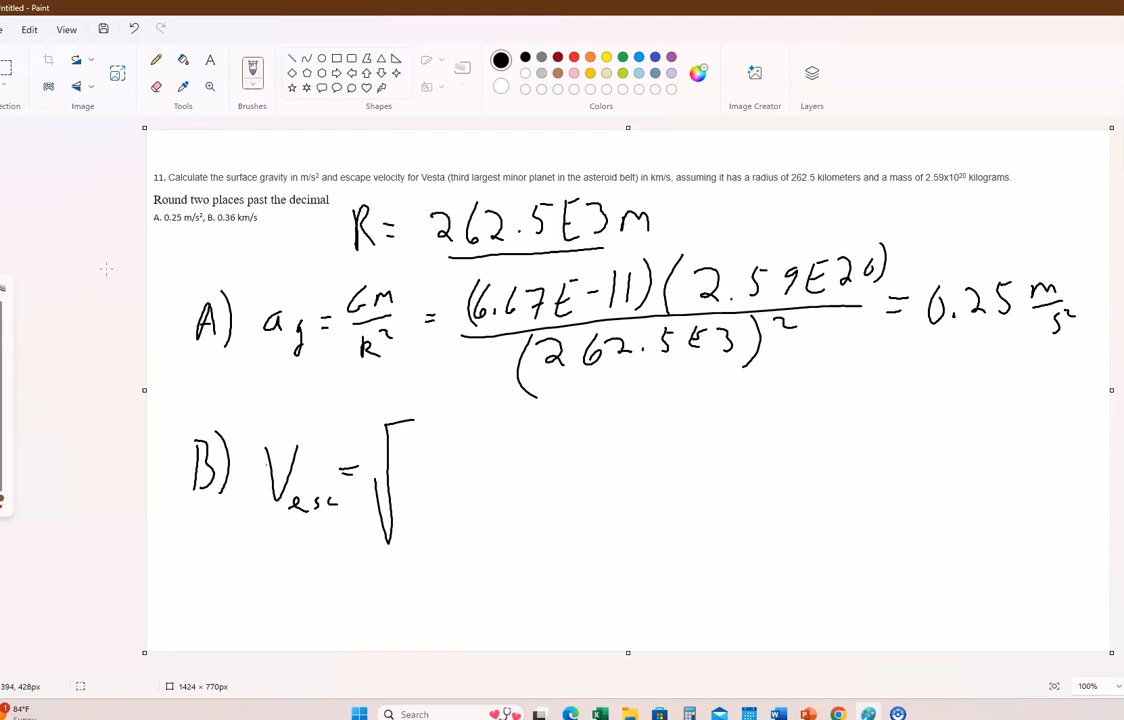 ntitled - Paint
Edit View
Image Tools Brushes Shapes Colors Image Creator Layers
11. Calculate the surface gravity in m/s² and escape velocity for Vesta (third largest minor planet in the asteroid belt) in km/s, assuming it has a radius of 262.5 kilometers and a mass of 2.59x10²⁰ kilograms.
Round two places past the decimal
A. 0.25 m/s², B. 0.36 km/s
R = 262.5E3 m
A) a_g = GM/R² = (6.67E-11)(2.59E20)/(262.5E3)² = 0.25 m/s²
B) V_esc = √
394, 428px 1424 × 770px 100%
84°F
Search